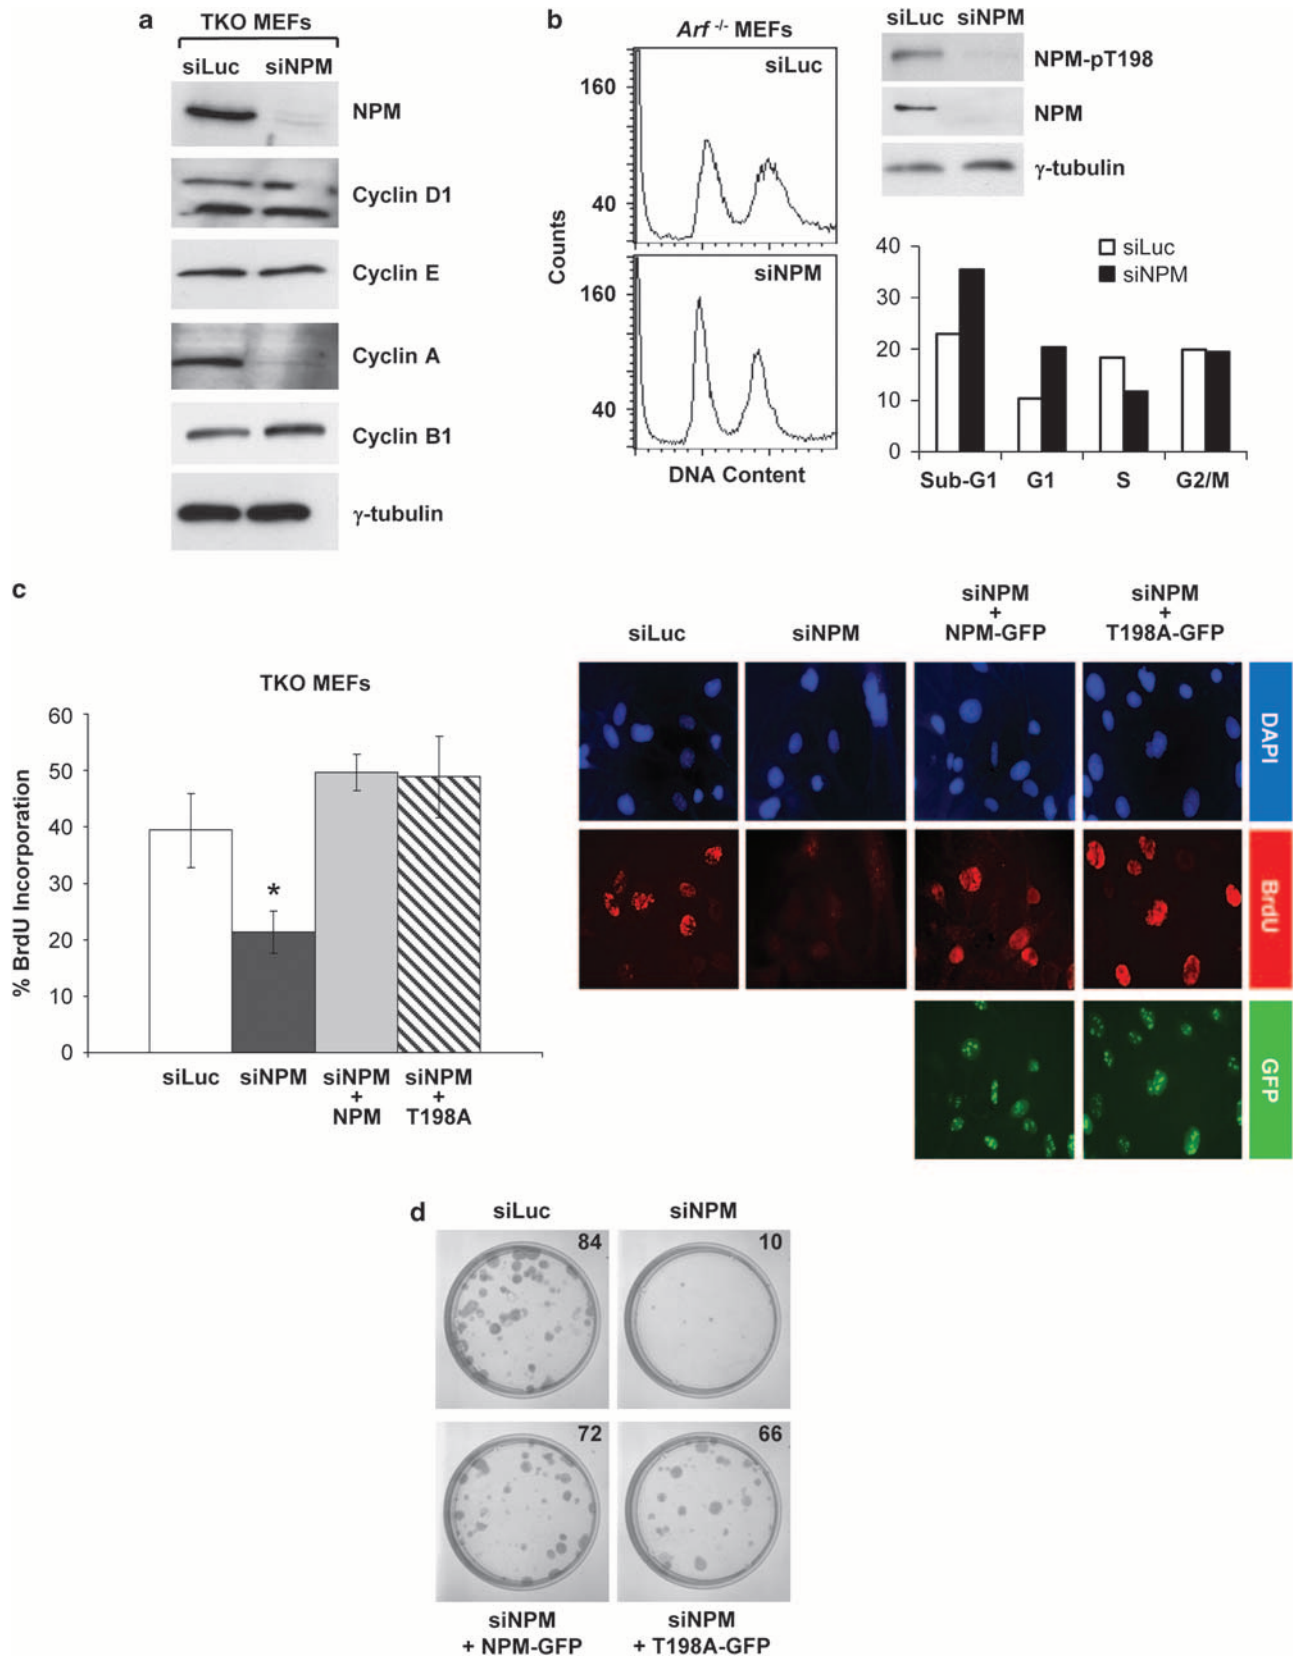 a
TKO MEFs
siLuc siNPM
NPM
Cyclin D1
Cyclin E
Cyclin A
Cyclin B1
γ-tubulin
b
Arf -/- MEFs
siLuc
160
40
siNPM
160
40
Counts
DNA Content
siLuc siNPM
NPM-pT198
NPM
γ-tubulin
40
30
20
10
0
siLuc
siNPM
Sub-G1 G1 S G2/M
c
TKO MEFs
% BrdU Incorporation
60
50
40
30
20
10
0
*
siLuc siNPM siNPM + NPM siNPM + T198A
siLuc
siNPM
siNPM + NPM-GFP
siNPM + T198A-GFP
DAPI
BrdU
GFP
d
siLuc
siNPM
84
10
72
66
siNPM + NPM-GFP
siNPM + T198A-GFP